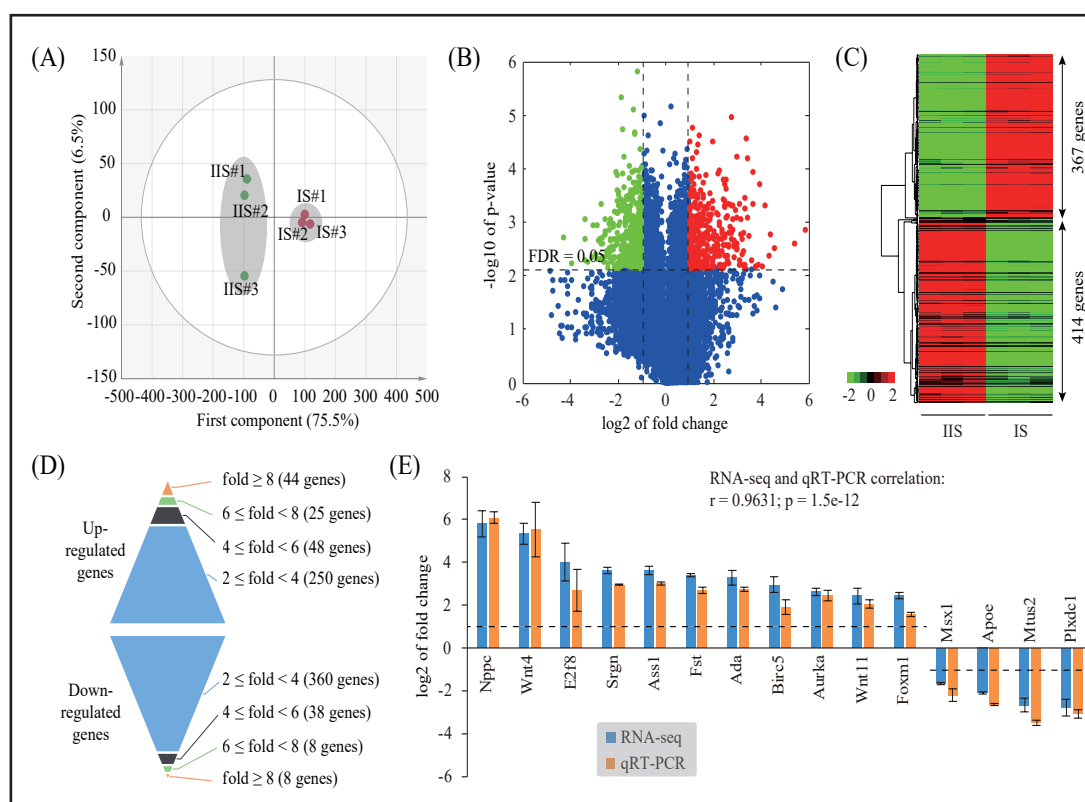 (A)
Second component (6.5%)
150
100
50
0
-50
-100
-150
IIS#1
IIS#2
IIS#3
IS#1
IS#2
IS#3
-500-400-300-200-100 0 100 200 300 400 500
First component (75.5%)
(B)
-log10 of p-value
6
5
4
3
2
1
0
FDR = 0.05
-6 -4 -2 0 2 4 6
log2 of fold change
(C)
367 genes
414 genes
-2 0 2
IIS IS
(D)
Up-
regulated
genes
fold ≥ 8 (44 genes)
6 ≤ fold < 8 (25 genes)
4 ≤ fold < 6 (48 genes)
2 ≤ fold < 4 (250 genes)
Down-
regulated
genes
2 ≤ fold < 4 (360 genes)
4 ≤ fold < 6 (38 genes)
6 ≤ fold < 8 (8 genes)
fold ≥ 8 (8 genes)
(E)
RNA-seq and qRT-PCR correlation:
r = 0.9631; p = 1.5e-12
log2 of fold change
8
6
4
2
0
-2
-4
-6
Nppc
Wnt4
E2f8
Srgn
Ass1
Fst
Ada
Birc5
Aurka
Wnt11
Foxm1
Msx1
Apoe
Mtus2
Plxdc1
RNA-seq
qRT-PCR